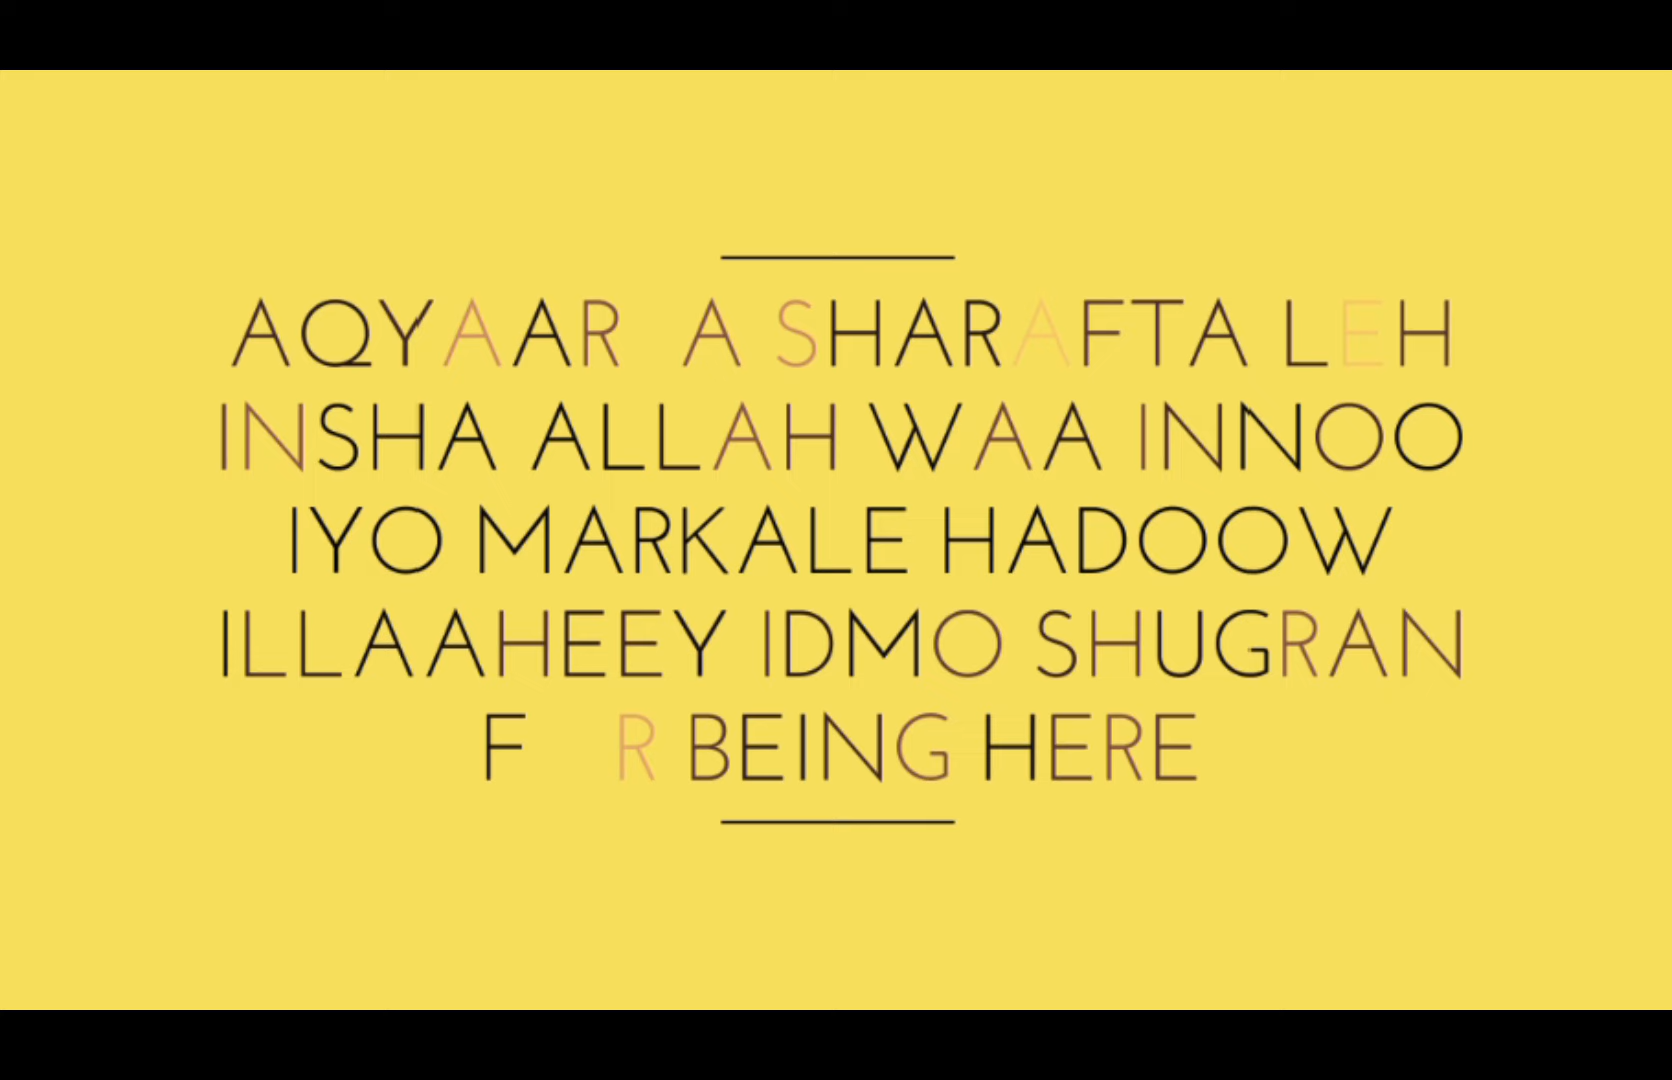 AQYAAR A SHARAFTA LEH
INSHA ALLAH WAA INNOO
IYO MARKALE HADOOW
ILLAAHEEY IDMO SHUGRAN
F R BEING HERE